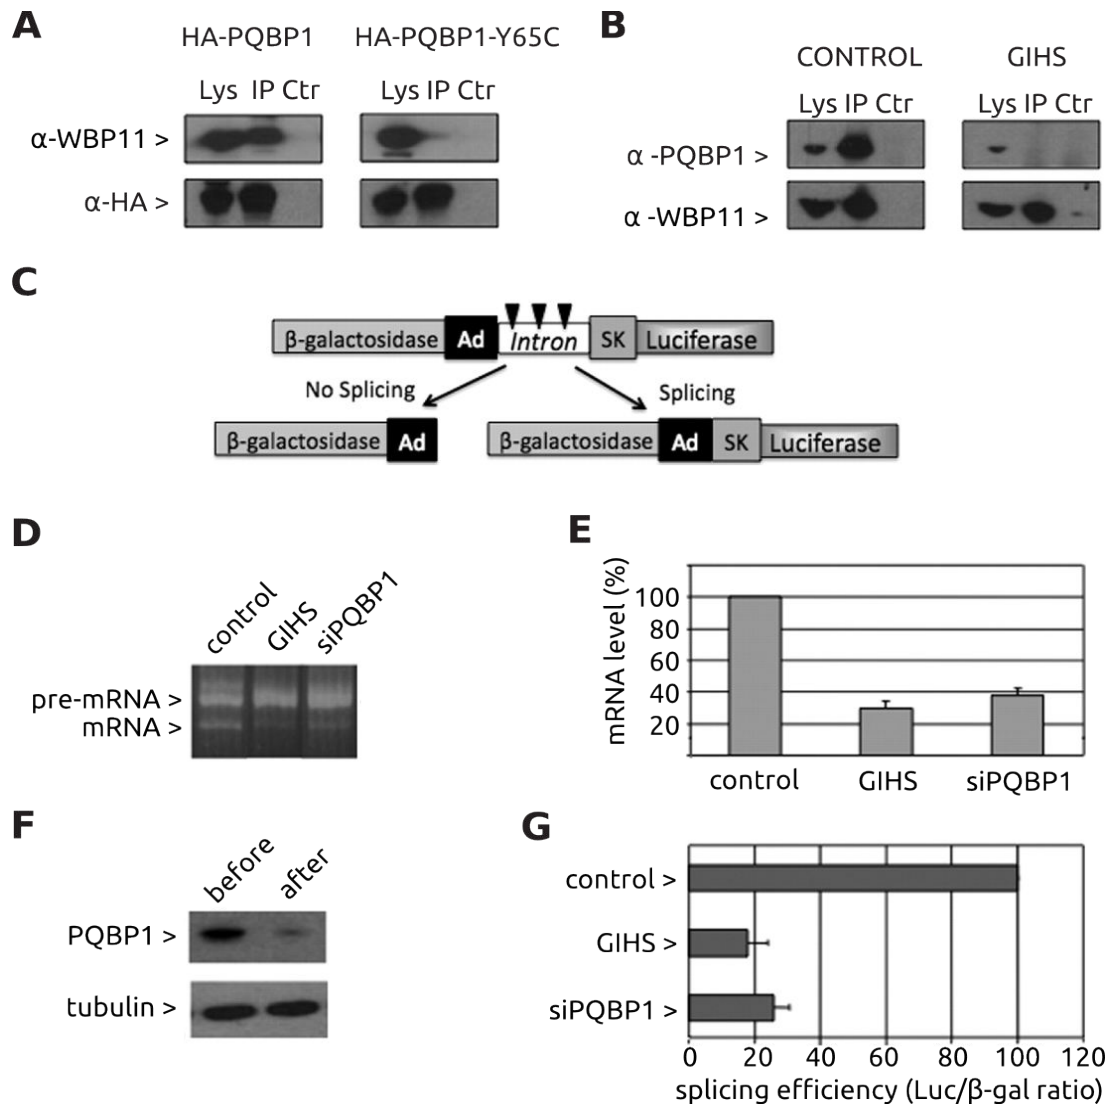 A
HA-PQBP1 HA-PQBP1-Y65C
Lys IP Ctr Lys IP Ctr
α-WBP11 >
α-HA >
B
CONTROL GIHS
Lys IP Ctr Lys IP Ctr
α -PQBP1 >
α -WBP11 >
C
β-galactosidase Ad Intron SK Luciferase
No Splicing Splicing
β-galactosidase Ad β-galactosidase Ad SK Luciferase
D
control GIHS siPQBP1
pre-mRNA >
mRNA >
E
mRNA level (%)
100
80
60
40
20
control GIHS siPQBP1
F
before after
PQBP1 >
tubulin >
G
control >
GIHS >
siPQBP1 >
0 20 40 60 80 100 120
splicing efficiency (Luc/β-gal ratio)